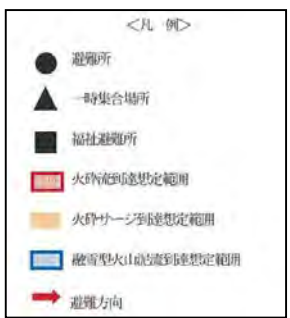 <凡 例>
避難所
一時集合場所
福祉避難所
火砕流到達想定範囲
火砕サージ到達想定範囲
融雪型火山泥流到達想定範囲
避難方向